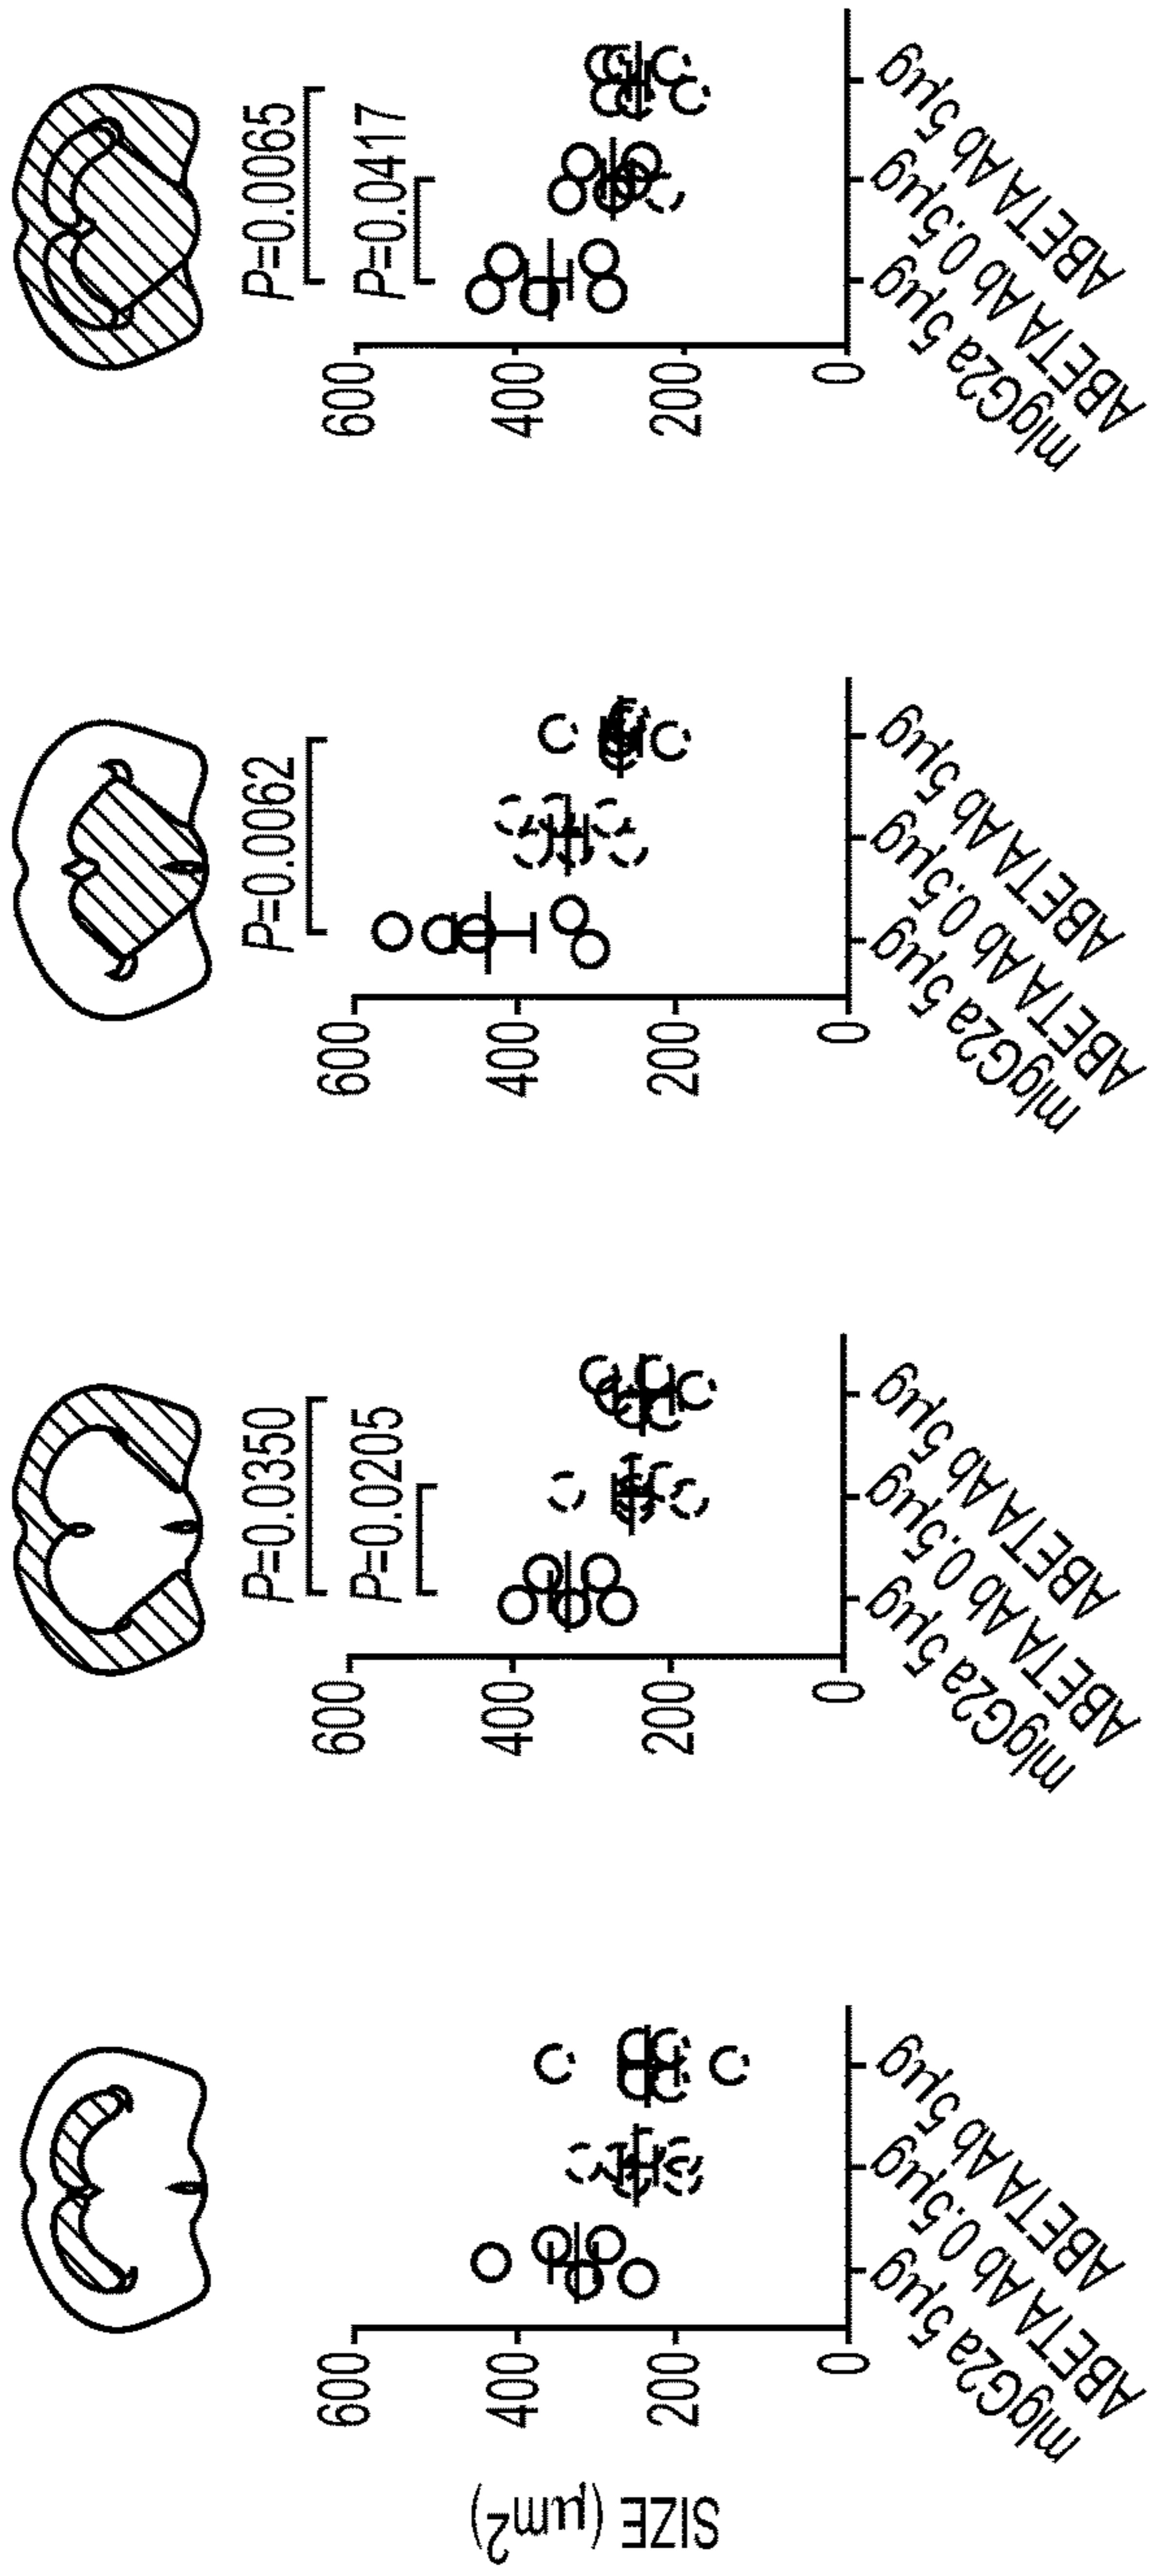 SIZE (µm²)
600
400
200
0
mIgG2a 5µg
ABETA Ab 0.5µg
ABETA Ab 5µg
P=0.0350
P=0.0205
600
400
200
0
mIgG2a 5µg
ABETA Ab 0.5µg
ABETA Ab 5µg
P=0.0062
600
400
200
0
mIgG2a 5µg
ABETA Ab 0.5µg
ABETA Ab 5µg
P=0.0065
P=0.0417
600
400
200
0
mIgG2a 5µg
ABETA Ab 0.5µg
ABETA Ab 5µg